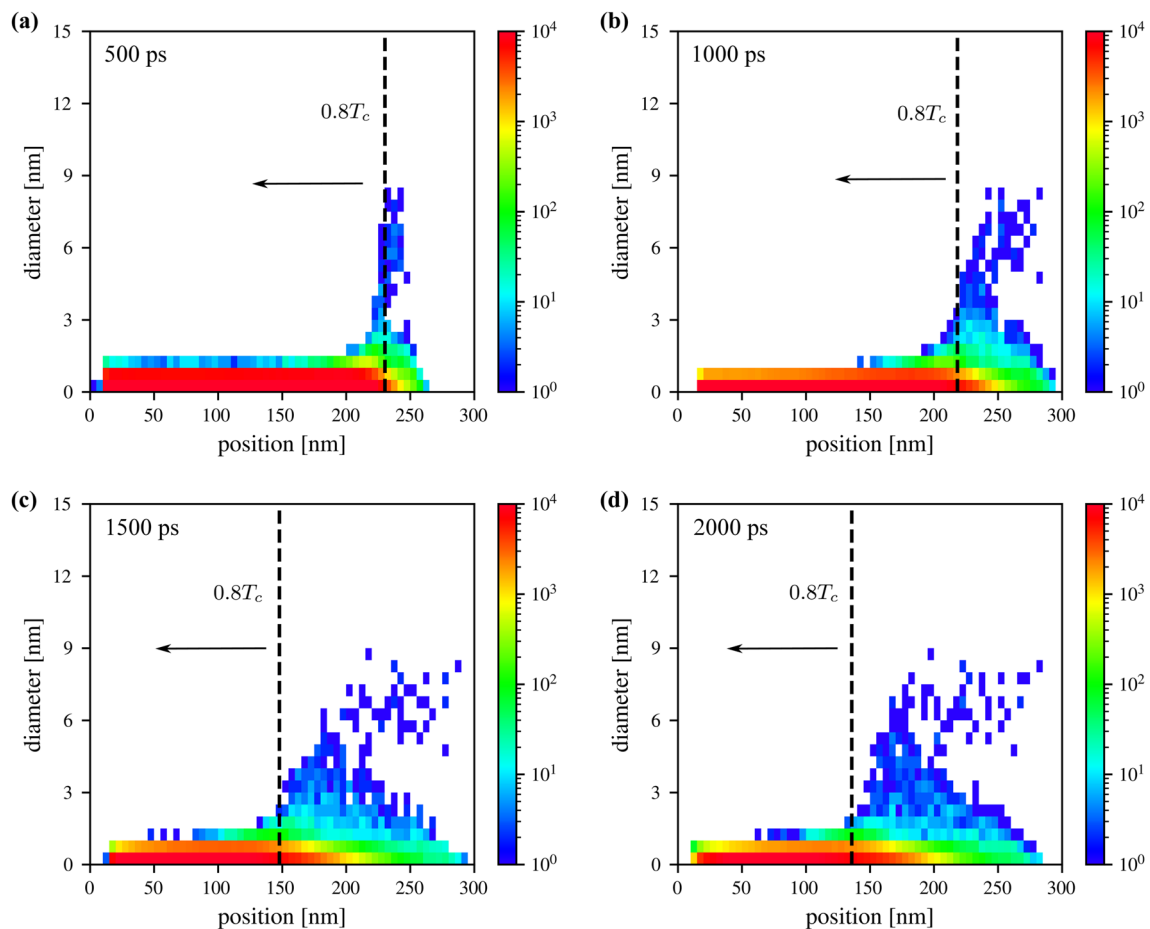 (a)
500 ps
0.8T_c
15
12
9
6
3
0
diameter [nm]
0 50 100 150 200 250 300
position [nm]
10^4
10^3
10^2
10^1
10^0
(b)
1000 ps
0.8T_c
15
12
9
6
3
0
diameter [nm]
0 50 100 150 200 250 300
position [nm]
10^4
10^3
10^2
10^1
10^0
(c)
1500 ps
0.8T_c
15
12
9
6
3
0
diameter [nm]
0 50 100 150 200 250 300
position [nm]
10^4
10^3
10^2
10^1
10^0
(d)
2000 ps
0.8T_c
15
12
9
6
3
0
diameter [nm]
0 50 100 150 200 250 300
position [nm]
10^4
10^3
10^2
10^1
10^0